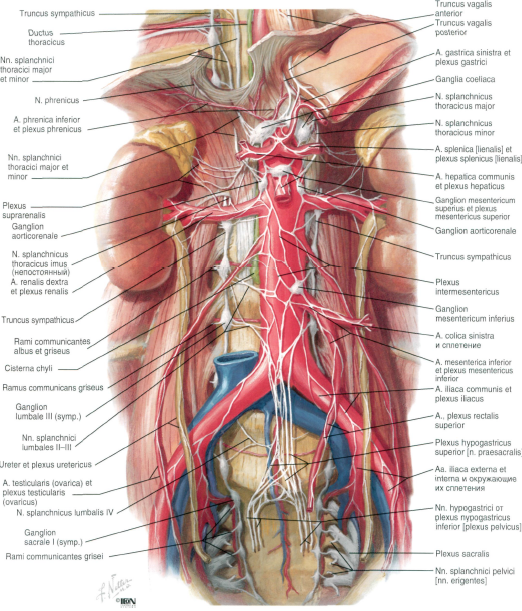 Truncus sympathicus
Ductus
thoracicus
Nn. splanchnici
thoracici major
et minor
N. phrenicus
A. phrenica inferior
et plexus phrenicus
Nn. splanchnici
thoracici major et
minor
Plexus
suprarenalis
Ganglion
aorticorenale
N. splanchnicus
thoracicus imus
(непостоянный)
A. renalis dextra
et plexus renalis
Truncus sympathicus
Rami communicantes
albus et griseus
Cisterna chyli
Ramus communicans griseus
Ganglion
lumbale III (symp.)
Nn. splanchnici
lumbales II–III
Ureter et plexus uretericus
A. testicularis (ovarica) et
plexus testicularis
(ovaricus)
N. splanchnicus lumbalis IV
Ganglion
sacrale I (symp.)
Rami communicantes grisei
Truncus vagalis
anterior
Truncus vagalis
posterior
A. gastrica sinistra et
plexus gastrici
Ganglia coeliaca
N. splanchnicus
thoracicus major
N. splanchnicus
thoracicus minor
A. splenica [lienalis] et
plexus splenicus [lienalis]
A. hepatica communis
et plexus hepaticus
Ganglion mesentericum
superius et plexus
mesentericus superior
Ganglion aorticorenale
Truncus sympathicus
Plexus
intermesentericus
Ganglion
mesentericum inferius
A. colica sinistra
и сплетение
A. mesenterica inferior
et plexus mesentericus
inferior
A. iliaca communis et
plexus iliacus
A., plexus rectalis
superior
Plexus hypogastricus
superior [n. praesacralis]
Aa. iliaca externa et
interna и окружающие
их сплетения
Nn. hypogastrici от
plexus hypogastricus
inferior [plexus pelvicus]
Plexus sacralis
Nn. splanchnici pelvici
[nn. erigentes]